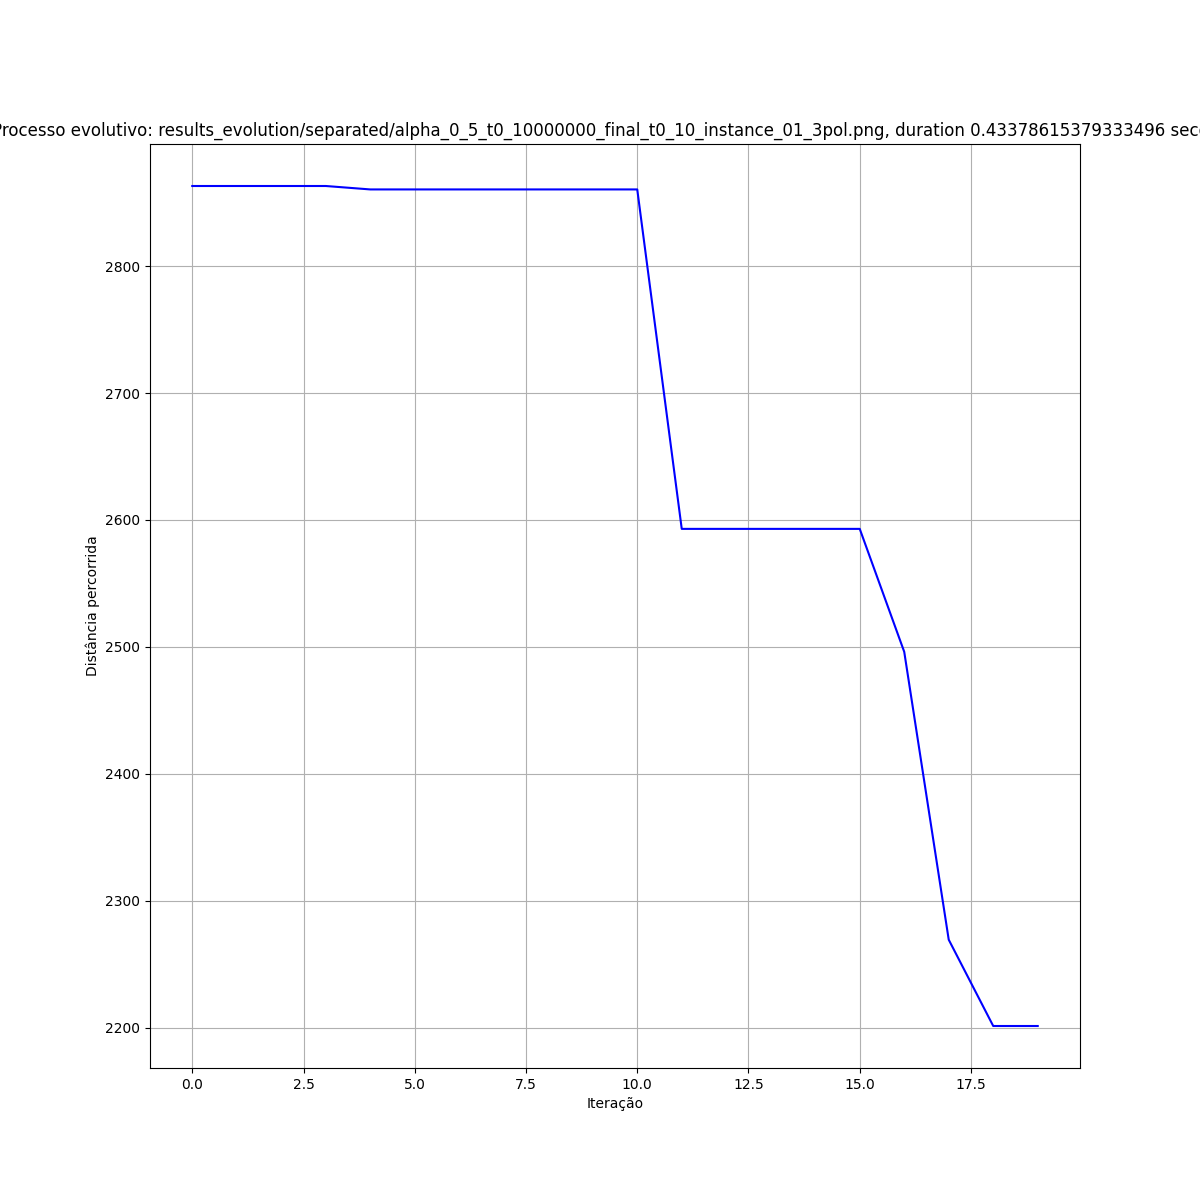 Processo evolutivo: results_evolution/separated/alpha_0_5_t0_10000000_final_t0_10_instance_01_3pol.png, duration 0.43378615379333496
2800
2700
2600
2500
2400
2300
2200
Distância percorrida
0.0 2.5 5.0 7.5 10.0 12.5 15.0 17.5
Iteração